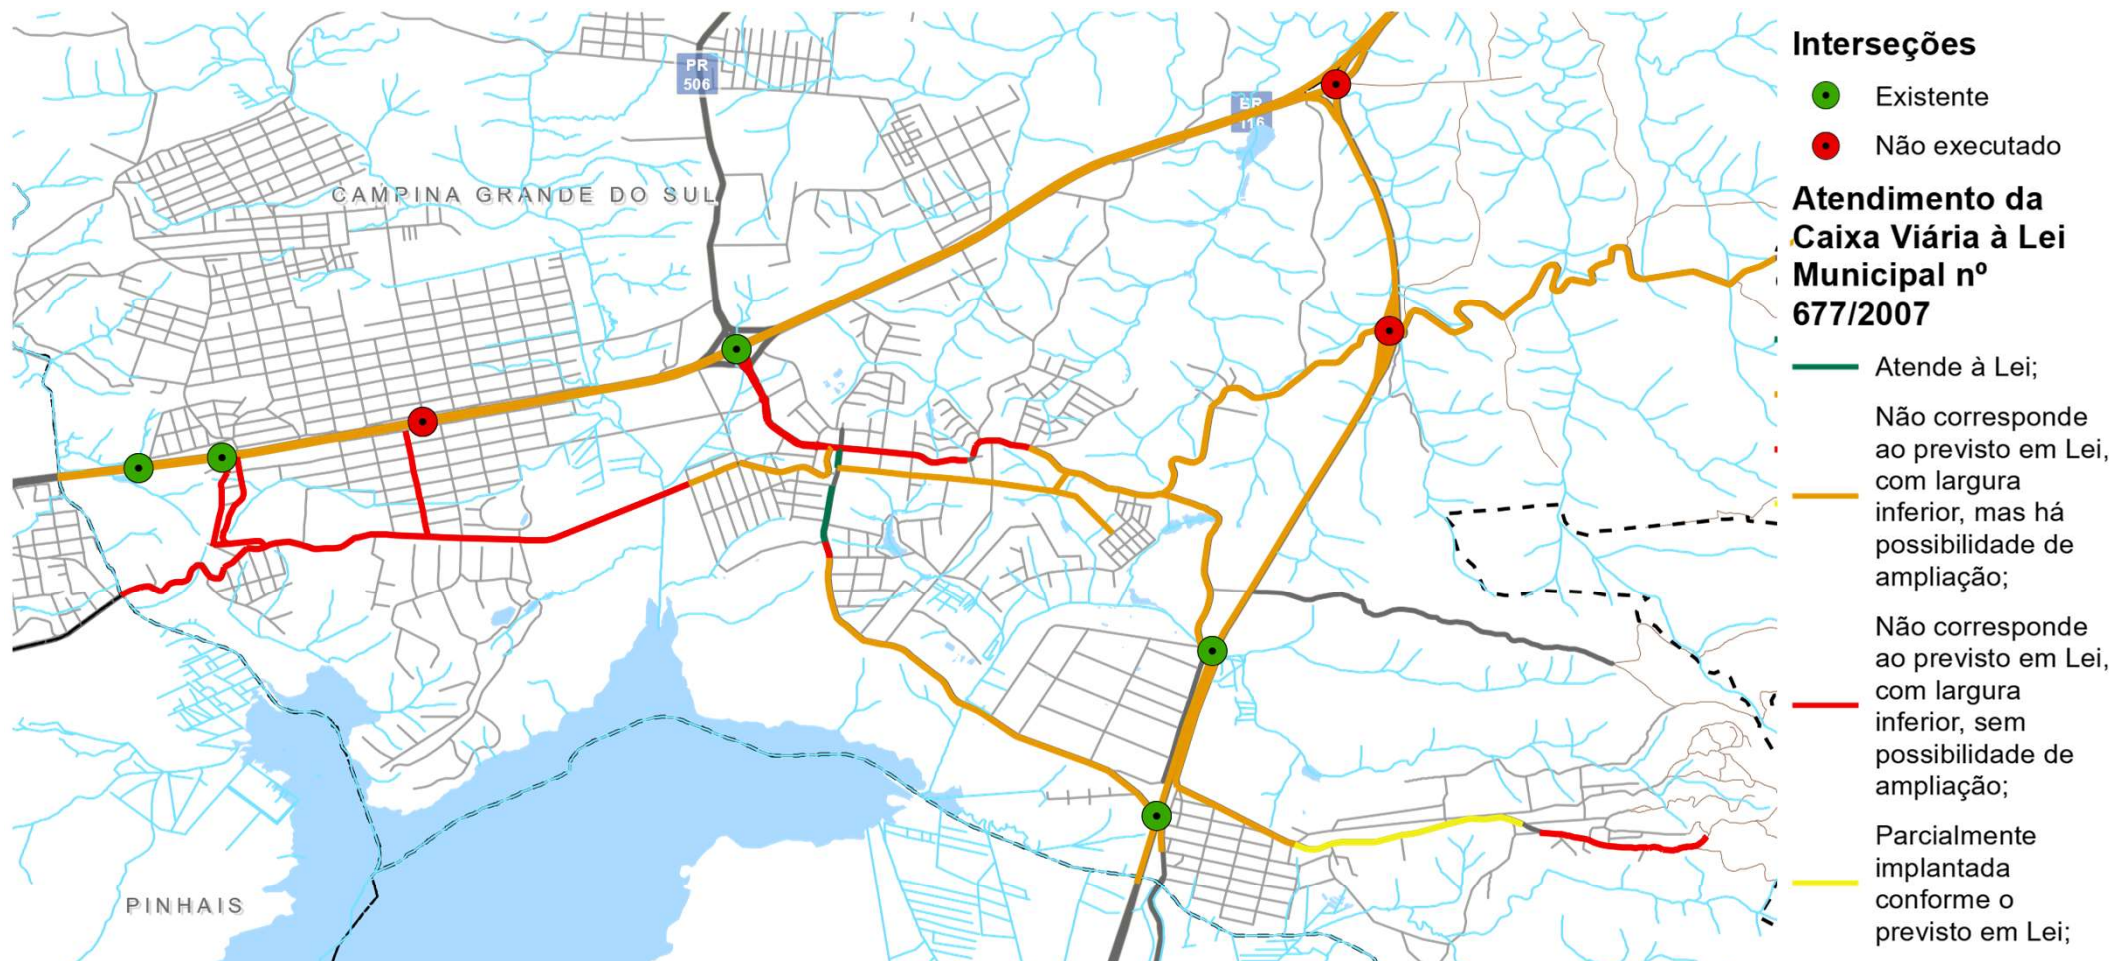 PR
506
BR
116
CAMPINA GRANDE DO SUL
PINHAIS
Interseções
Existente
Não executado
Atendimento da
Caixa Viária à Lei
Municipal nº
677/2007
Atende à Lei;
Não corresponde
ao previsto em Lei,
com largura
inferior, mas há
possibilidade de
ampliação;
Não corresponde
ao previsto em Lei,
com largura
inferior, sem
possibilidade de
ampliação;
Parcialmente
implantada
conforme o
previsto em Lei;